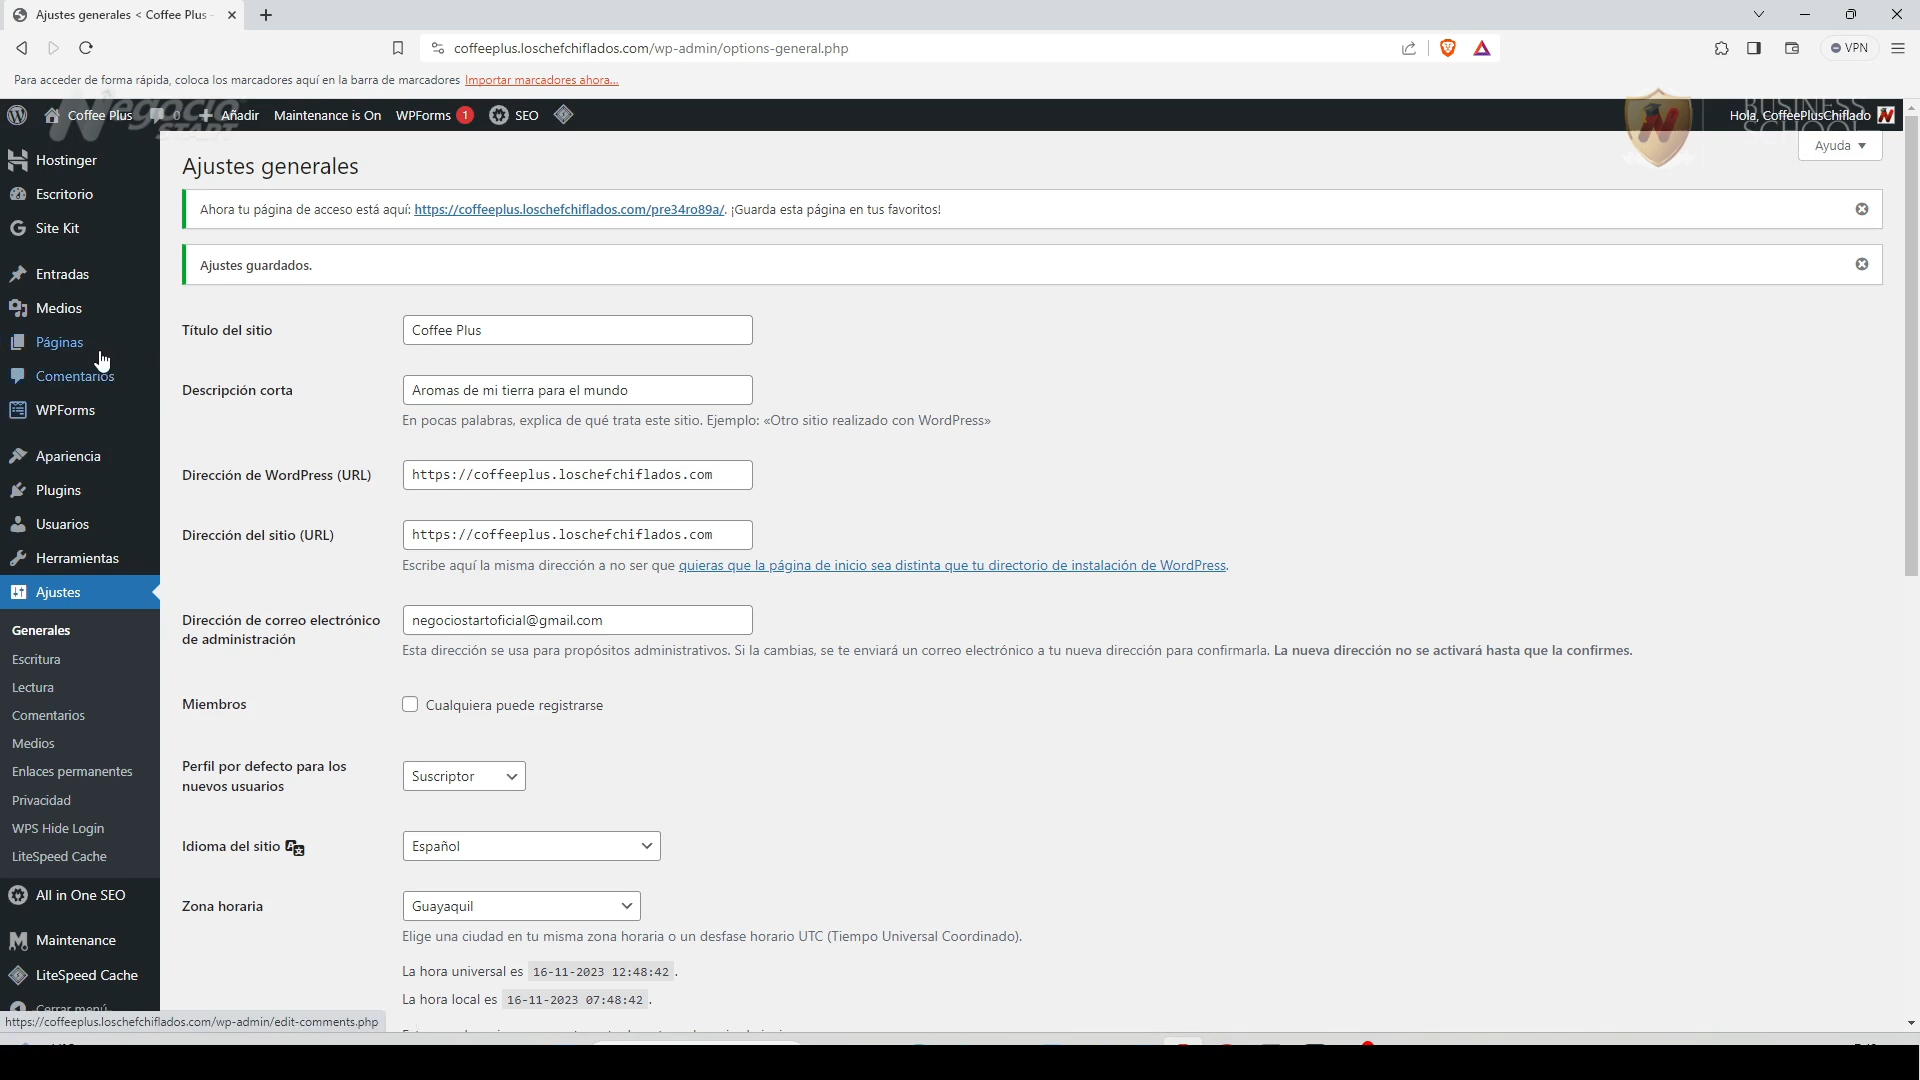 Ajustes generales < Coffee Plus -
coffeeplus.loschefchiflados.com/wp-admin/options-general.php
VPN
Para acceder de forma rápida, coloca los marcadores aquí en la barra de marcadores Importar marcadores ahora...
Coffee Plus 0 Añadir Maintenance is On WPForms 1 SEO
Hola, CoffeePlusChiflado
Negocio
START
BUSINESS
SCHOOL
Ayuda
Hostinger
Escritorio
Site Kit
Entradas
Medios
Páginas
Comentarios
WPForms
Apariencia
Plugins
Usuarios
Herramientas
Ajustes
Generales
Escritura
Lectura
Comentarios
Medios
Enlaces permanentes
Privacidad
WPS Hide Login
LiteSpeed Cache
All in One SEO
Maintenance
LiteSpeed Cache
Cerrar menú
https://coffeeplus.loschefchiflados.com/wp-admin/edit-comments.php
Ajustes generales
Ahora tu página de acceso está aquí: https://coffeeplus.loschefchiflados.com/pre34ro89a/. ¡Guarda esta página en tus favoritos!
Ajustes guardados.
Título del sitio
Coffee Plus
Descripción corta
Aromas de mi tierra para el mundo
En pocas palabras, explica de qué trata este sitio. Ejemplo: «Otro sitio realizado con WordPress»
Dirección de WordPress (URL)
https://coffeeplus.loschefchiflados.com
Dirección del sitio (URL)
https://coffeeplus.loschefchiflados.com
Escribe aquí la misma dirección a no ser que quieras que la página de inicio sea distinta que tu directorio de instalación de WordPress.
Dirección de correo electrónico
de administración
negociostartoficial@gmail.com
Esta dirección se usa para propósitos administrativos. Si la cambias, se te enviará un correo electrónico a tu nueva dirección para confirmarla. La nueva dirección no se activará hasta que la confirmes.
Miembros
Cualquiera puede registrarse
Perfil por defecto para los
nuevos usuarios
Suscriptor
Idioma del sitio
Español
Zona horaria
Guayaquil
Elige una ciudad en tu misma zona horaria o un desfase horario UTC (Tiempo Universal Coordinado).
La hora universal es 16-11-2023 12:48:42 .
La hora local es 16-11-2023 07:48:42 .